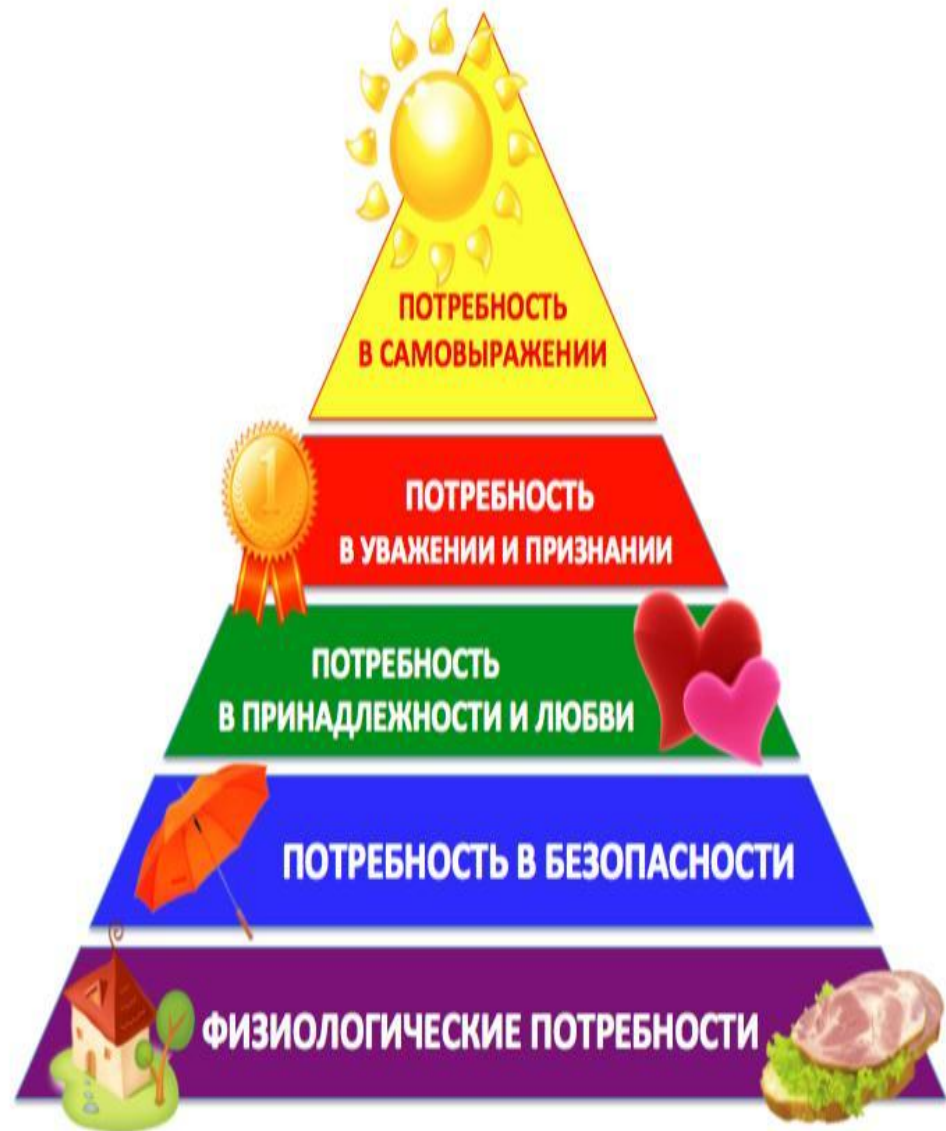 ПОТРЕБНОСТЬ
В САМОВЫРАЖЕНИИ
1
ПОТРЕБНОСТЬ
В УВАЖЕНИИ И ПРИЗНАНИИ
ПОТРЕБНОСТЬ
В ПРИНАДЛЕЖНОСТИ И ЛЮБВИ
ПОТРЕБНОСТЬ В БЕЗОПАСНОСТИ
ФИЗИОЛОГИЧЕСКИЕ ПОТРЕБНОСТИ